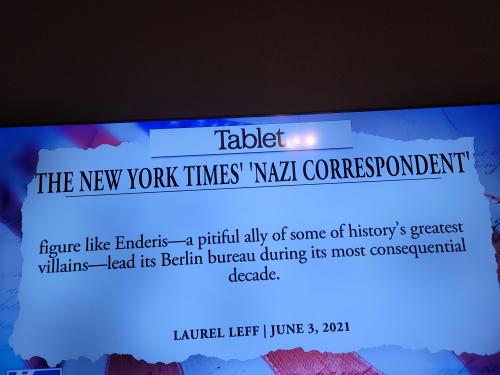 Tablet
THE NEW YORK TIMES' 'NAZI CORRESPONDENT'
figure like Enderis—a pitiful ally of some of history's greatest
villains—lead its Berlin bureau during its most consequential
decade.
LAUREL LEFF | JUNE 3, 2021